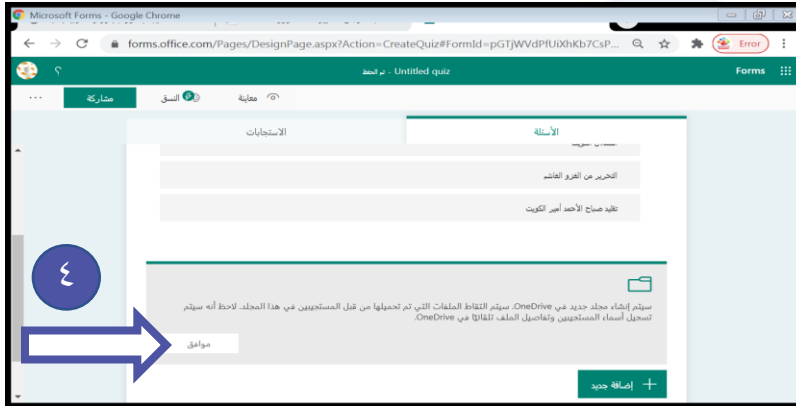 Microsoft Forms - Google Chrome
forms.office.com/Pages/DesignPage.aspx?Action=CreateQuiz#FormId=pGTjWVdPfUiXhKb7CsP...
Error
Forms
Untitled quiz - تم الحفظ
؟
معاينة
النسق
مشاركة
الأسئلة
الاستجابات
التحرير من الغزو الغاشم
تقليد صباح الأحمد أمير الكويت
سيتم إنشاء مجلد جديد في OneDrive. سيتم التقاط الملفات التي تم تحميلها من قبل المستجيبين في هذا المجلد. لاحظ أنه سيتم
تسجيل أسماء المستجيبين وتفاصيل الملف تلقائيًا في OneDrive.
موافق
٤
إضافة جديد